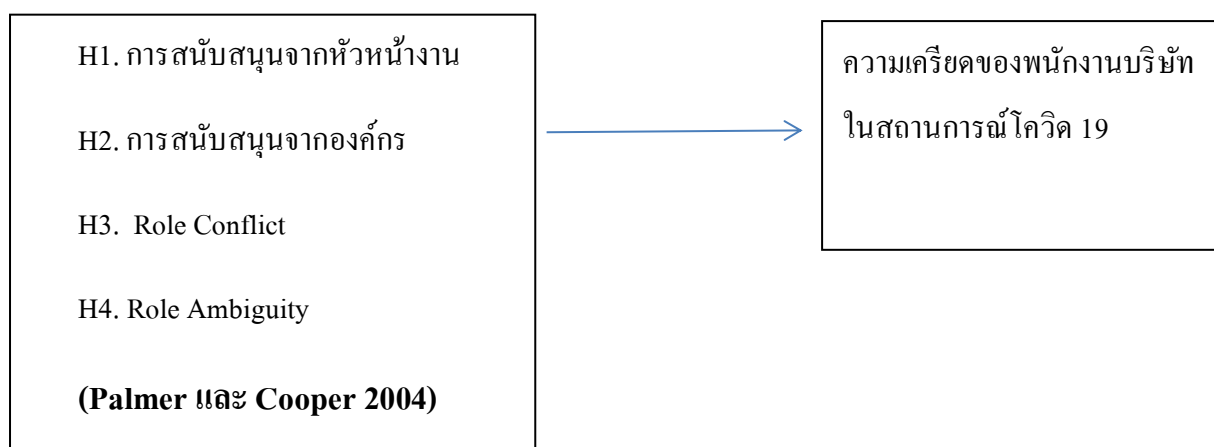 H1. การสนับสนุนจากหัวหน้างาน
H2. การสนับสนุนจากองค์กร
H3. Role Conflict
H4. Role Ambiguity
(Palmer และ Cooper 2004)
ความเครียดของพนักงานบริษัท
ในสถานการณ์โควิด 19